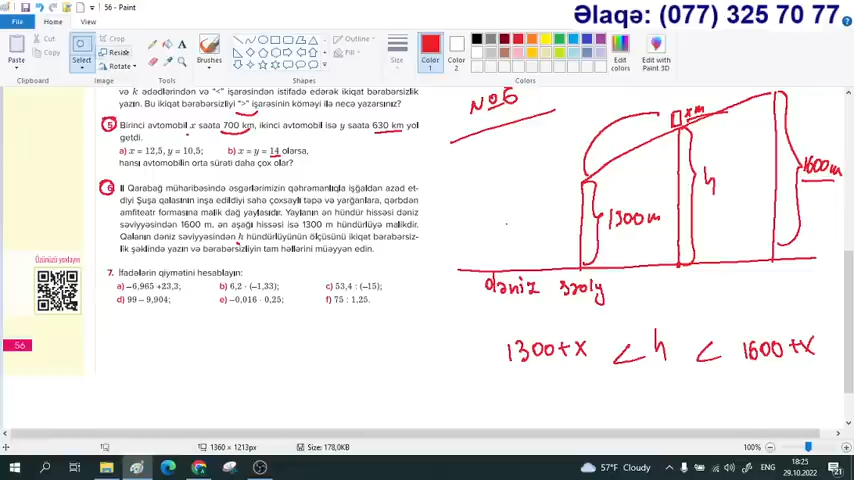 56 - Paint
Əlaqə: (077) 325 70 77
File
Home
View
Paste
Cut
Copy
Clipboard
Select
Crop
Resize
Rotate
Image
Tools
Brushes
Shapes
Outline
Fill
Size
Color 1
Color 2
Colors
Edit colors
Edit with Paint 3D
və k ədədlərindən və "<" işarəsindən istifadə edərək ikiqat bərabərsizlik
yazın. Bu ikiqat bərabərsizliyi ">" işarəsinin köməyi ilə necə yazarsınız?
5 Birinci avtomobil x saata 700 km, ikinci avtomobil isə y saata 630 km yol
getdi.
a) x = 12,5, y = 10,5; b) x = y = 14 olarsa,
hansı avtomobilin orta sürəti daha çox olar?
6 II Qarabağ müharibəsində əsgərlərimizin qəhrəmanlıqla işğaldan azad et-
diyi Şuşa qalasının inşa edildiyi sahə çoxsaylı təpə və yarğanlara, qərbdən
amfiteatr formasına malik dağ yaylasıdır. Yaylanın ən hündür hissəsi dəniz
səviyyəsindən 1600 m, ən aşağı hissəsi isə 1300 m hündürlüyə malikdir.
Qalanın dəniz səviyyəsindən h hündürlüyünün ölçüsünü ikiqat bərabərsiz-
lik şəklində yazın və bərabərsizliyin tam həllərini müəyyən edin.
7. İfadələrin qiymətini hesablayın:
a) −6,965 +23,3; b) 6,2 · (−1,33); c) 53,4 : (−15);
d) 99 − 9,904; e) −0,016 · 0,25; f) 75 : 1,25.
Özünüzü yoxlayın
56
№6
x m
1600 m
h
1300 m
dəniz səviy
1300+x < h < 1600+x
1360 × 1213px
Size: 178,0KB
100%
57°F Cloudy
ENG
18:25
29.10.2022
21